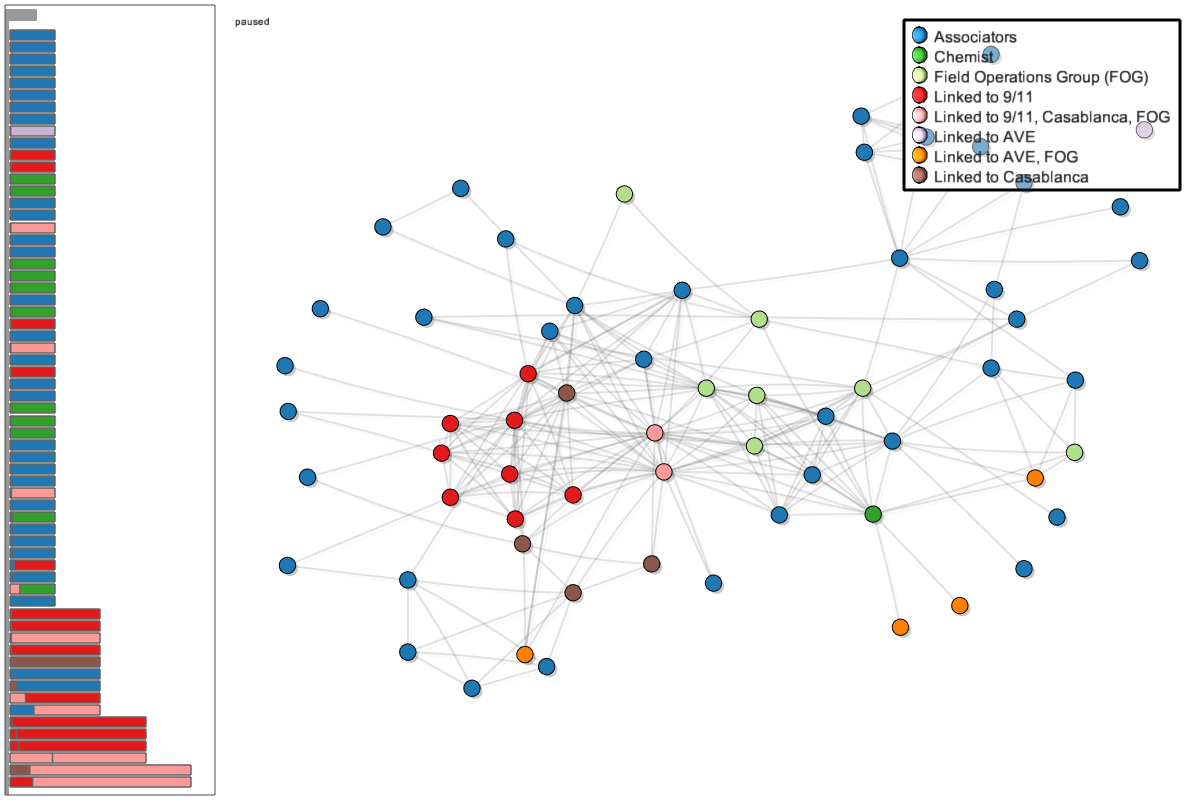 paused
Associators
Chemist
Field Operations Group (FOG)
Linked to 9/11
Linked to 9/11, Casablanca, FOG
Linked to AVE
Linked to AVE, FOG
Linked to Casablanca